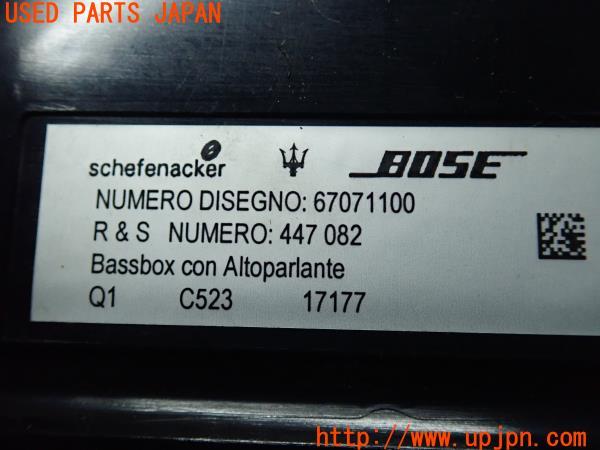 USED PARTS JAPAN
schefenacker BOSE
NUMERO DISEGNO: 67071100
R & S NUMERO: 447 082
Bassbox con Altoparlante
Q1 C523 17177
http://www.upjpn.com